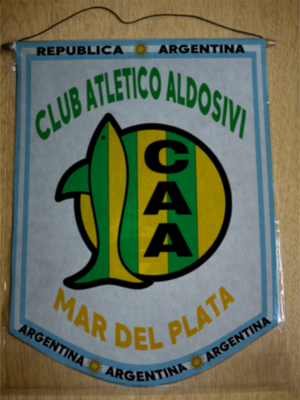 REPUBLICA ARGENTINA
CLUB ATLETICO ALDOSIVI
CAA
MAR DEL PLATA
ARGENTINA ARGENTINA ARGENTINA